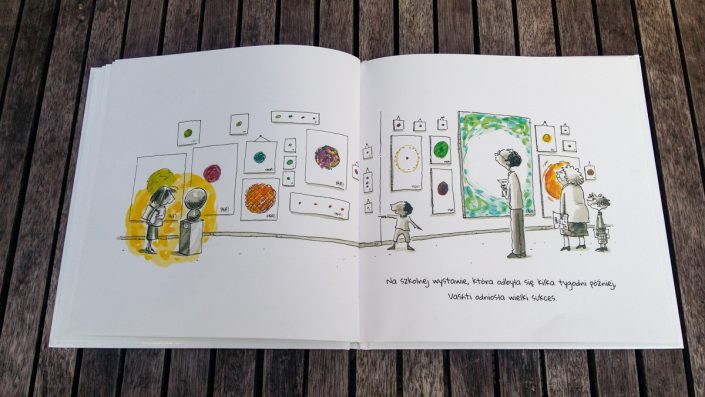 Na szkolnej wystawie, która odbyła się kilka tygodni później,
Vashti odniosła wielki sukces.